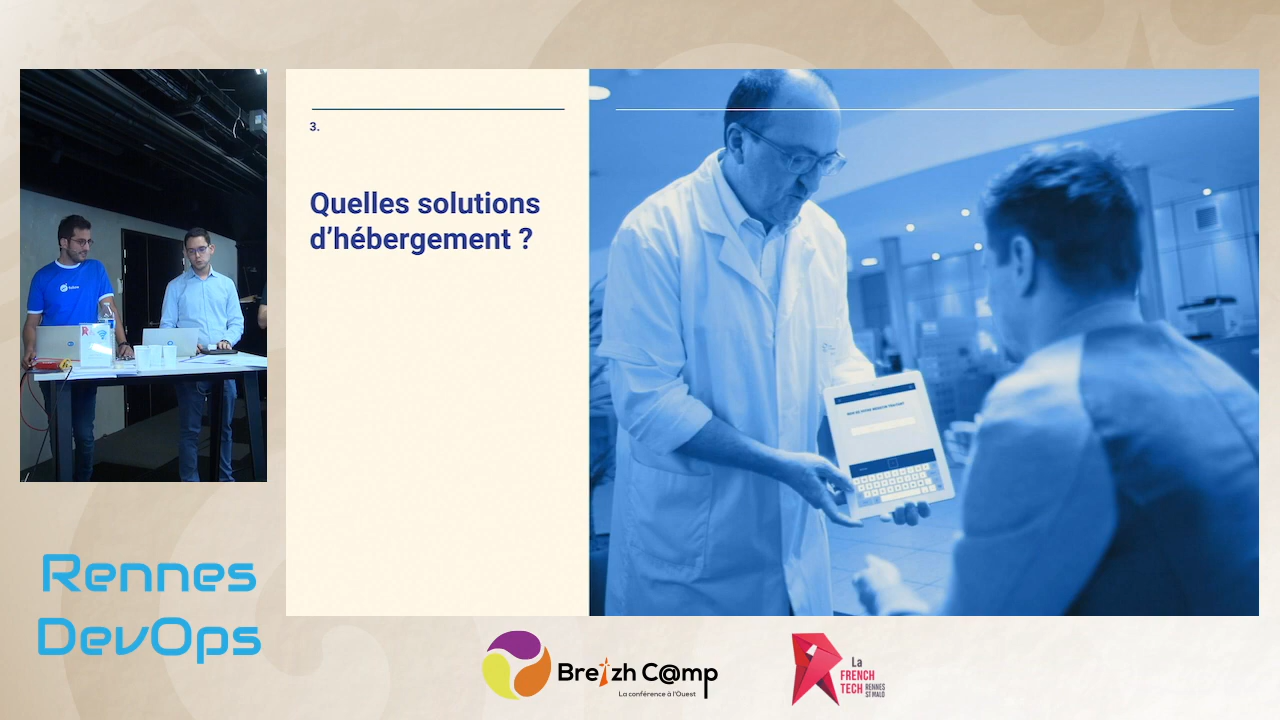 3.
Quelles solutions
d'hébergement ?
Rennes
DevOps
Breizh C@mp
La conférence à l'Ouest
La
FRENCH
TECH
RENNES
ST MALO